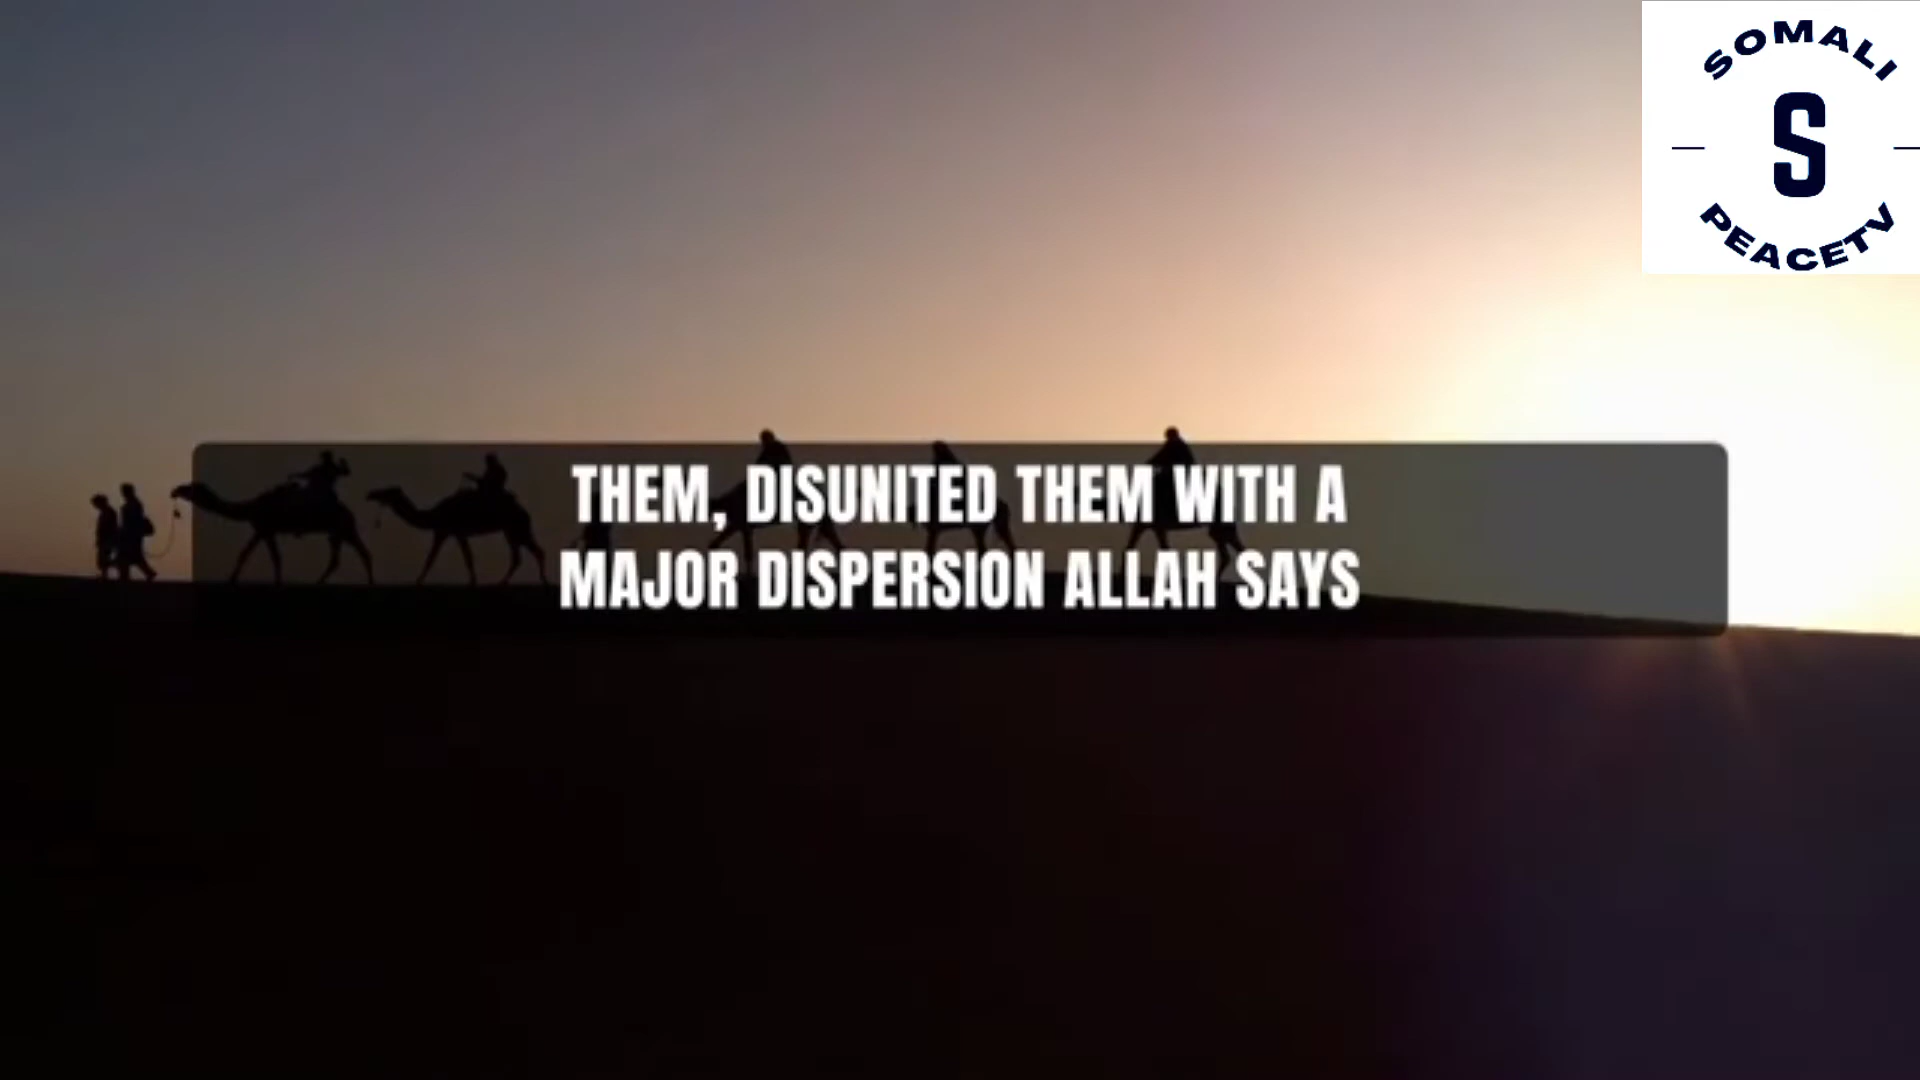 SOMALI
S
PEACETV
THEM, DISUNITED THEM WITH A
MAJOR DISPERSION ALLAH SAYS